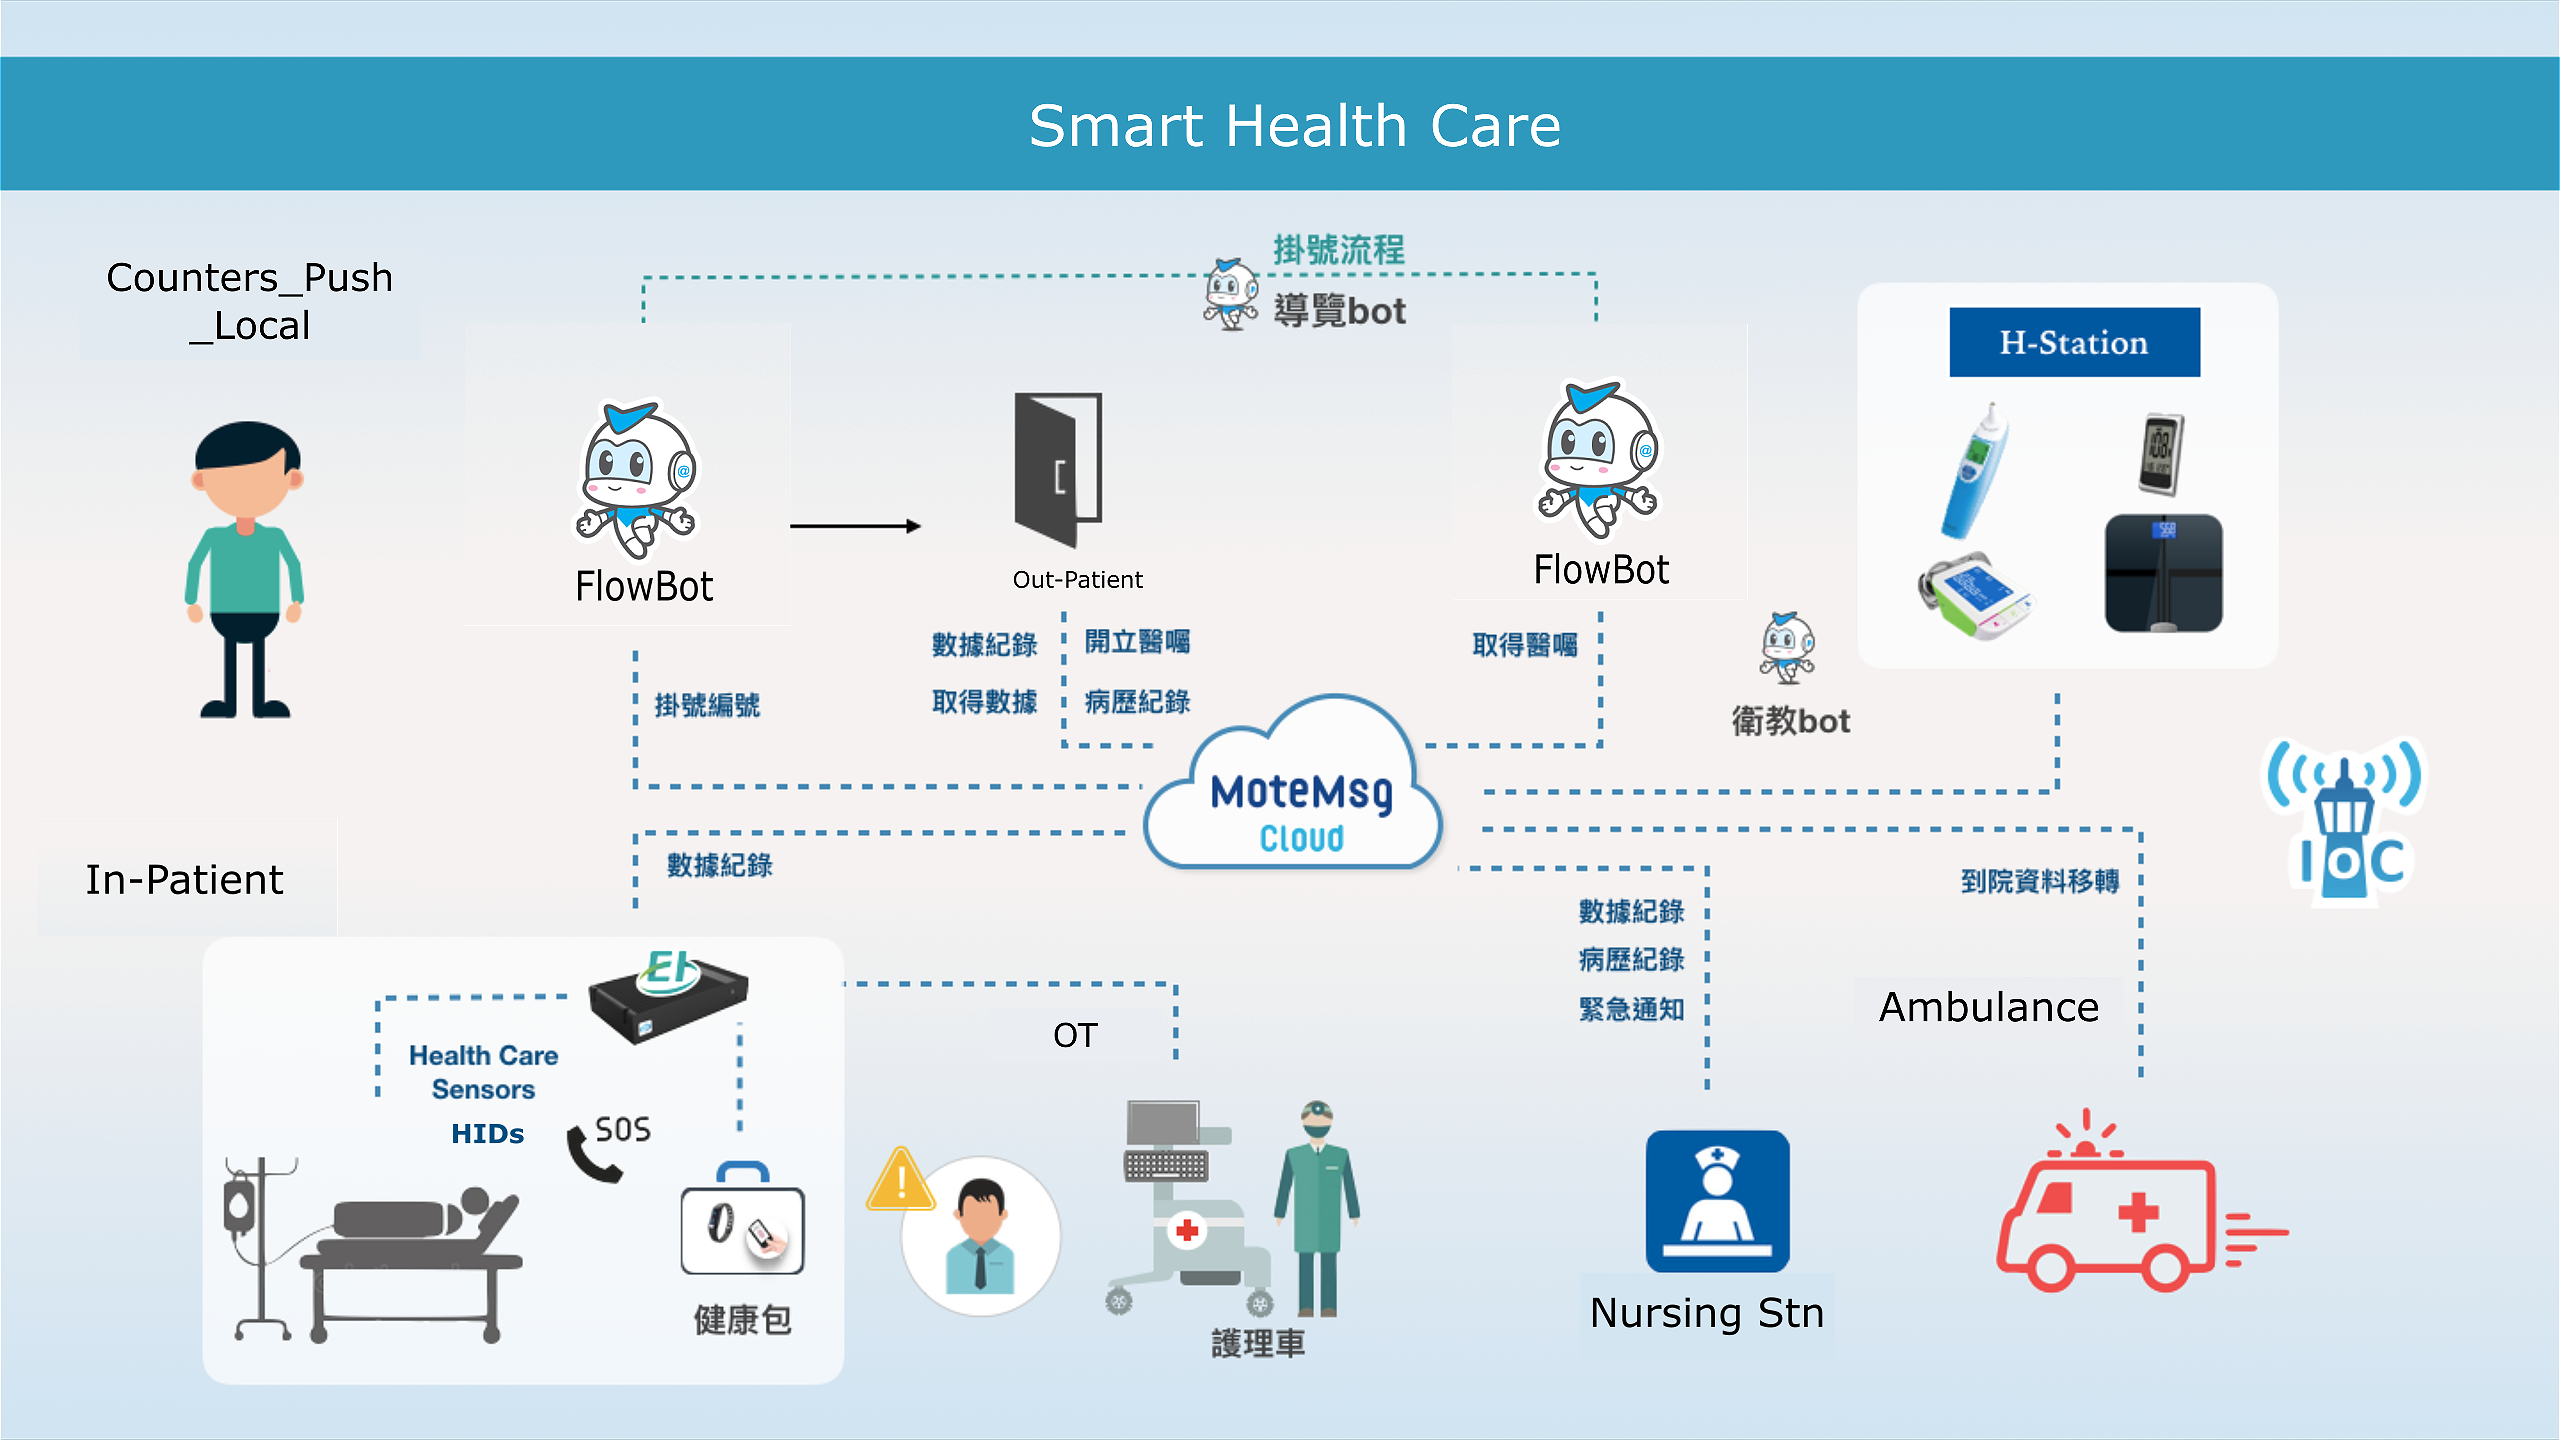 Smart Health Care
Counters_Push
_Local
掛號流程
導覽bot
H-Station
FlowBot
Out-Patient
FlowBot
數據紀錄
取得數據
開立醫囑
病歷紀錄
取得醫囑
掛號編號
衛教bot
MoteMsg
Cloud
IoC
In-Patient
數據紀錄
到院資料移轉
數據紀錄
病歷紀錄
緊急通知
Ambulance
EI
OT
Health Care
Sensors
HIDs
SOS
健康包
護理車
Nursing Stn